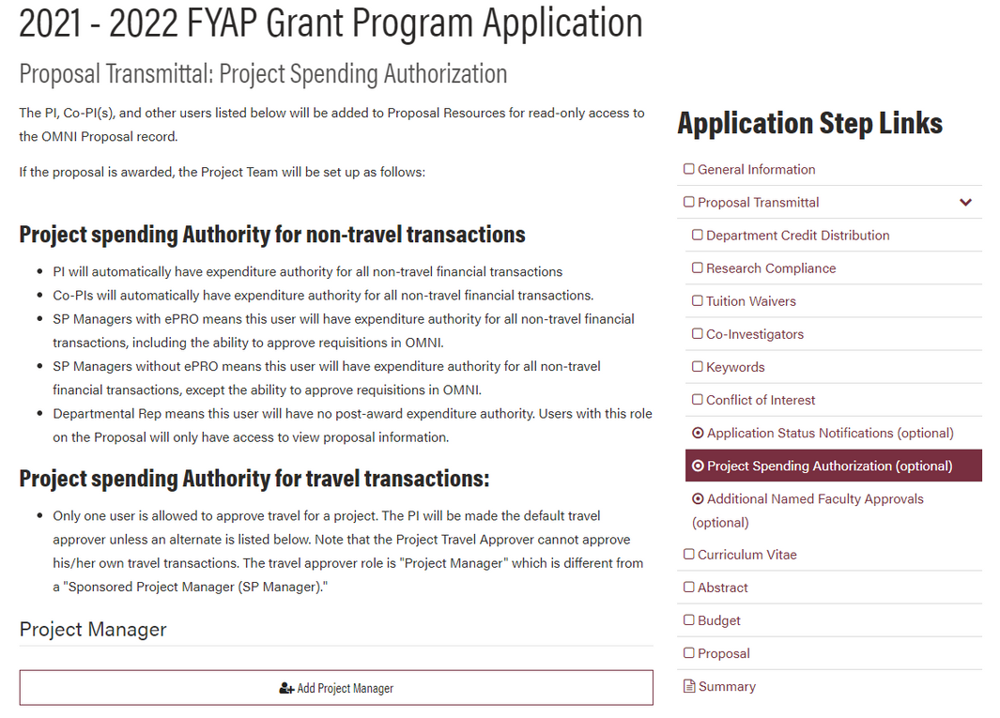 2021 - 2022 FYAP Grant Program Application
Proposal Transmittal: Project Spending Authorization
The PI, Co-PI(s), and other users listed below will be added to Proposal Resources for read-only access to
the OMNI Proposal record.
If the proposal is awarded, the Project Team will be set up as follows:
Project spending Authority for non-travel transactions
PI will automatically have expenditure authority for all non-travel financial transactions
Co-PIs will automatically have expenditure authority for all non-travel financial transactions.
SP Managers with ePRO means this user will have expenditure authority for all non-travel financial
transactions, including the ability to approve requisitions in OMNI.
SP Managers without ePRO means this user will have expenditure authority for all non-travel
financial transactions, except the ability to approve requisitions in OMNI.
Departmental Rep means this user will have no post-award expenditure authority. Users with this role
on the Proposal will only have access to view proposal information.
Project spending Authority for travel transactions:
Only one user is allowed to approve travel for a project. The PI will be made the default travel
approver unless an alternate is listed below. Note that the Project Travel Approver cannot approve
his/her own travel transactions. The travel approver role is "Project Manager" which is different from
a "Sponsored Project Manager (SP Manager)."
Project Manager
Add Project Manager
Application Step Links
General Information
Proposal Transmittal
Department Credit Distribution
Research Compliance
Tuition Waivers
Co-Investigators
Keywords
Conflict of Interest
Application Status Notifications (optional)
Project Spending Authorization (optional)
Additional Named Faculty Approvals
(optional)
Curriculum Vitae
Abstract
Budget
Proposal
Summary